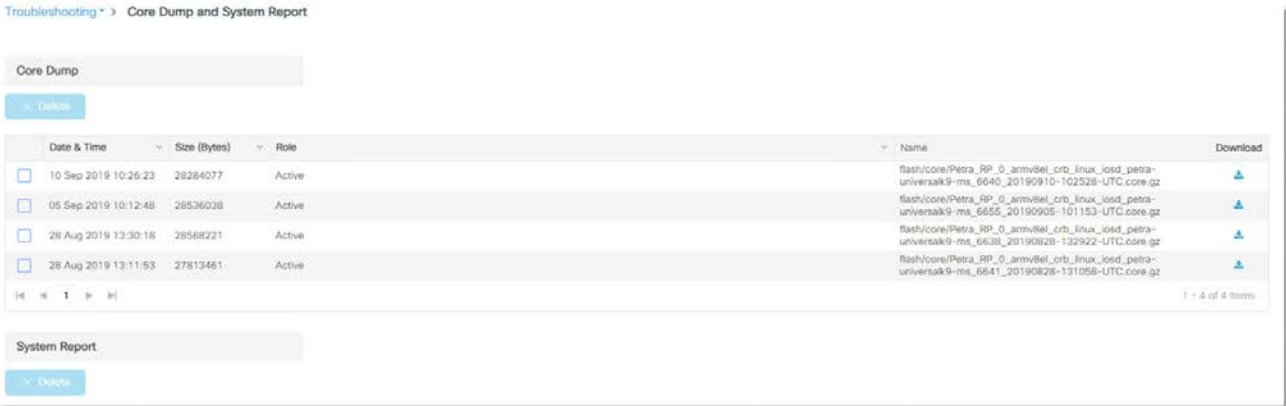 Troubleshooting > Core Dump and System Report
Core Dump
× Delete
Date & Time Size (Bytes) Role Name Download
10 Sep 2019 10:26:23 28284077 Active flash/core/Petra_RP_0_armv8el_crb_linux_iosd_petra-
universalk9-ms_6640_20190910-102528-UTC.core.gz
05 Sep 2019 10:12:48 28536038 Active flash/core/Petra_RP_0_armv8el_crb_linux_iosd_petra-
universalk9-ms_6655_20190905-101153-UTC.core.gz
28 Aug 2019 13:30:18 28568221 Active flash/core/Petra_RP_0_armv8el_crb_linux_iosd_petra-
universalk9-ms_6638_20190828-132922-UTC.core.gz
28 Aug 2019 13:11:53 27813461 Active flash/core/Petra_RP_0_armv8el_crb_linux_iosd_petra-
universalk9-ms_6641_20190828-131058-UTC.core.gz
1
1 - 4 of 4 items
System Report
× Delete